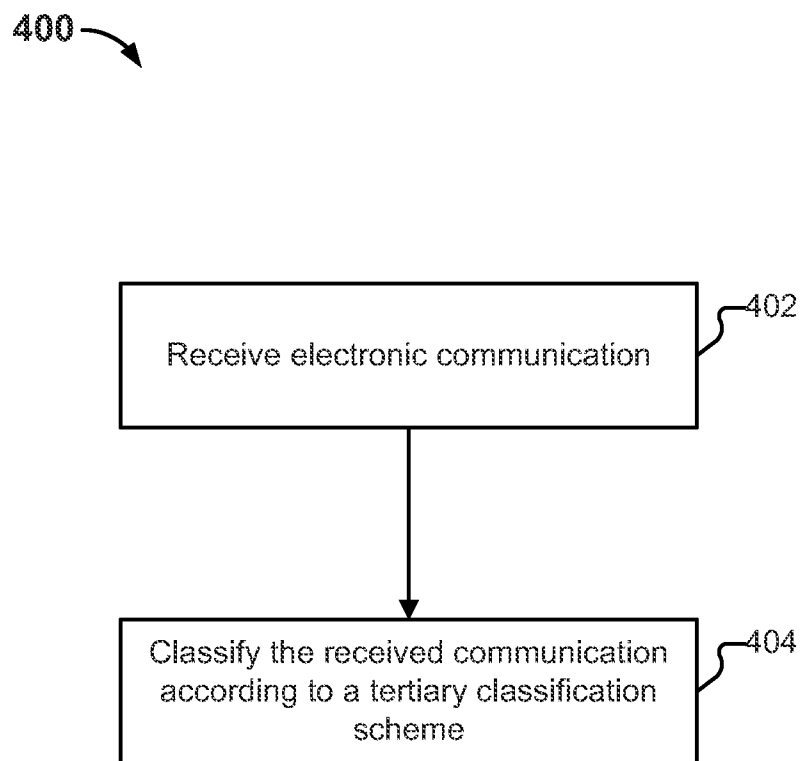 400
402
Receive electronic communication
404
Classify the received communication
according to a tertiary classification
scheme